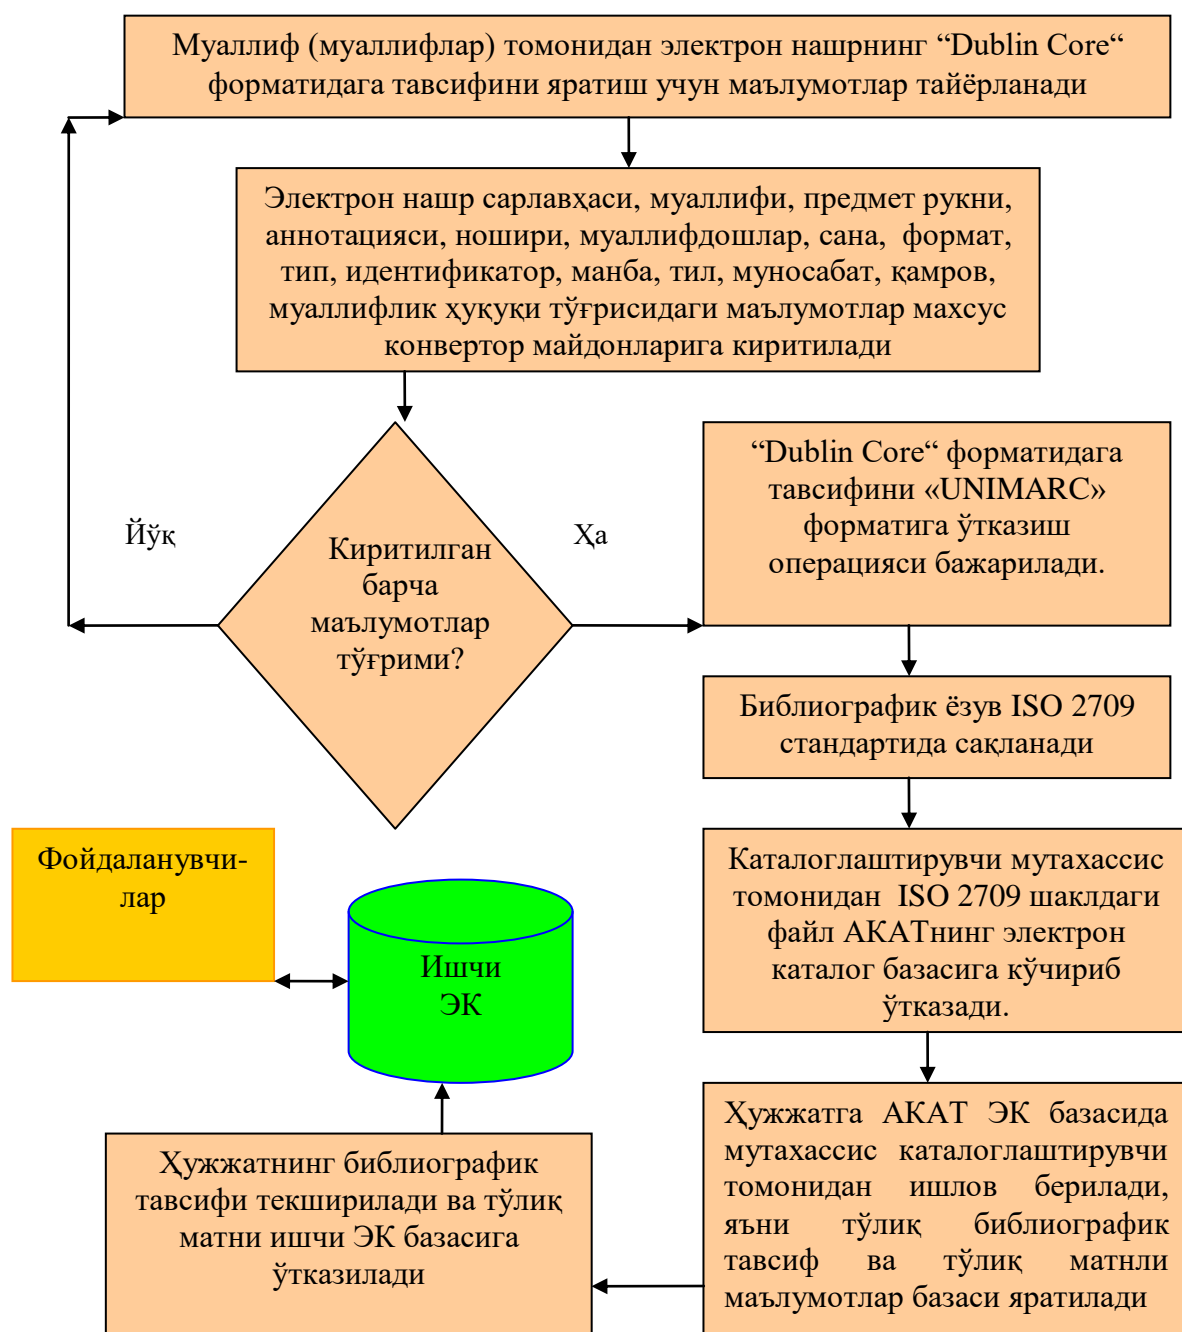 Муаллиф (муаллифлар) томонидан электрон нашрнинг “Dublin Core“
форматидага тавсифини яратиш учун маълумотлар тайёрланади
Электрон нашр сарлавҳаси, муаллифи, предмет рукни,
аннотацияси, ношири, муаллифдошлар, сана, формат,
тип, идентификатор, манба, тил, муносабат, қамров,
муаллифлик ҳуқуқи тўғрисидаги маълумотлар махсус
конвертор майдонларига киритилади
Йўқ
Киритилган
барча
маълумотлар
тўғрими?
Ҳа
“Dublin Core“ форматидага
тавсифини «UNIMARC»
форматига ўтказиш
операцияси бажарилади.
Библиографик ёзув ISO 2709
стандартида сақланади
Каталоглаштирувчи мутахассис
томонидан ISO 2709 шаклдаги
файл АКАТнинг электрон
каталог базасига кўчириб
ўтказади.
Ҳужжатга АКАТ ЭК базасида
мутахассис каталоглаштирувчи
томонидан ишлов берилади,
яъни тўлиқ библиографик
тавсиф ва тўлиқ матнли
маълумотлар базаси яратилади
Ҳужжатнинг библиографик
тавсифи текширилади ва тўлиқ
матни ишчи ЭК базасига
ўтказилади
Ишчи
ЭК
Фойдаланувчи-
лар